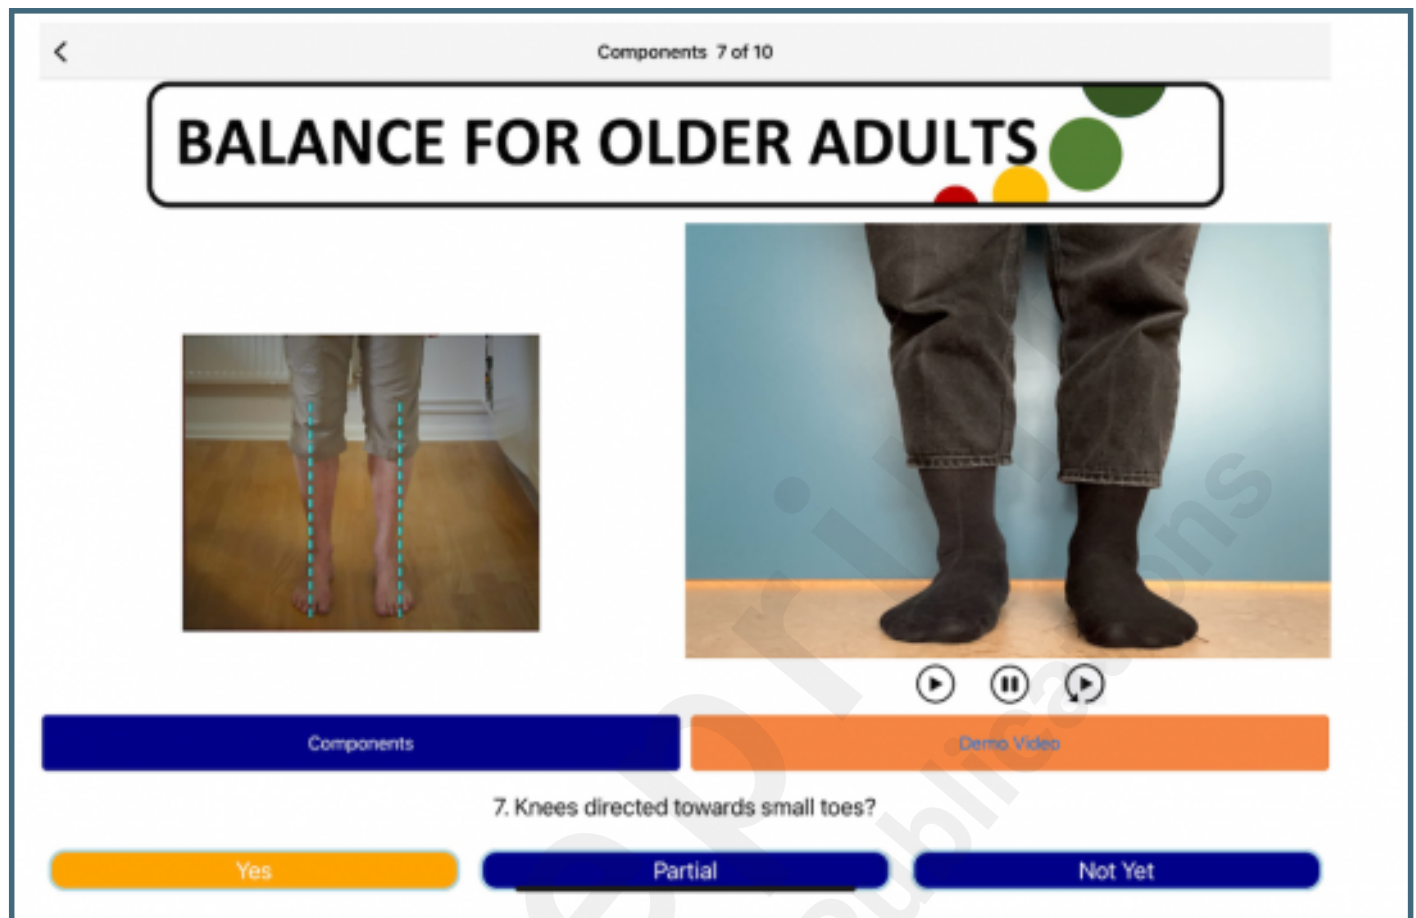 Components 7 of 10
BALANCE FOR OLDER ADULTS
Components
Demo Video
7. Knees directed towards small toes?
Yes
Partial
Not Yet